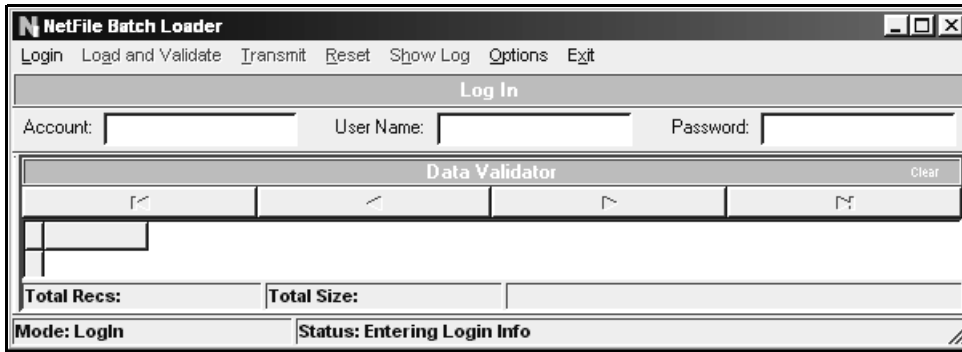 NetFile Batch Loader
Login Load and Validate Transmit Reset Show Log Options Exit
Log In
Account: User Name: Password:
Data Validator Clear
Total Recs: Total Size:
Mode: LogIn Status: Entering Login Info